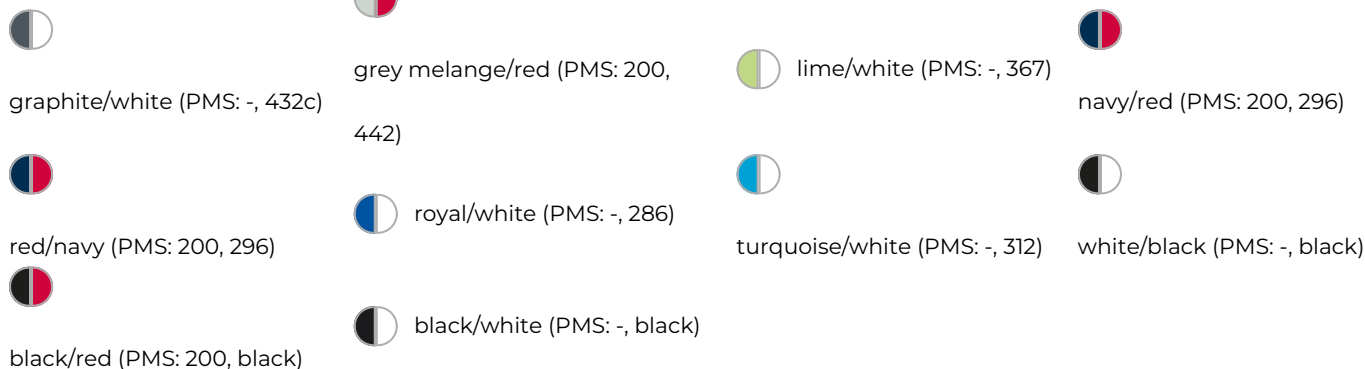 graphite/white (PMS: -, 432c)
grey melange/red (PMS: 200,
442)
lime/white (PMS: -, 367)
navy/red (PMS: 200, 296)
red/navy (PMS: 200, 296)
royal/white (PMS: -, 286)
turquoise/white (PMS: -, 312)
white/black (PMS: -, black)
black/red (PMS: 200, black)
black/white (PMS: -, black)